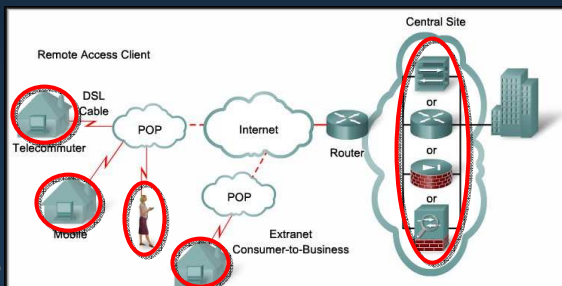 Central Site
Remote Access Client
DSL
Cable
POP
Internet
Telecommuter
Router
or
or
or
POP
Mobile
Extranet
Consumer-to-Business